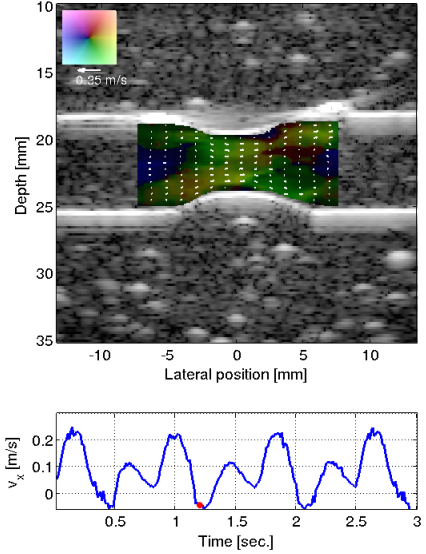 10
15
20
25
30
35
Depth [mm]
0.35 m/s
-10 -5 0 5 10
Lateral position [mm]
0.2
0.1
0
vx [m/s]
0.5 1 1.5 2 2.5 3
Time [sec.]